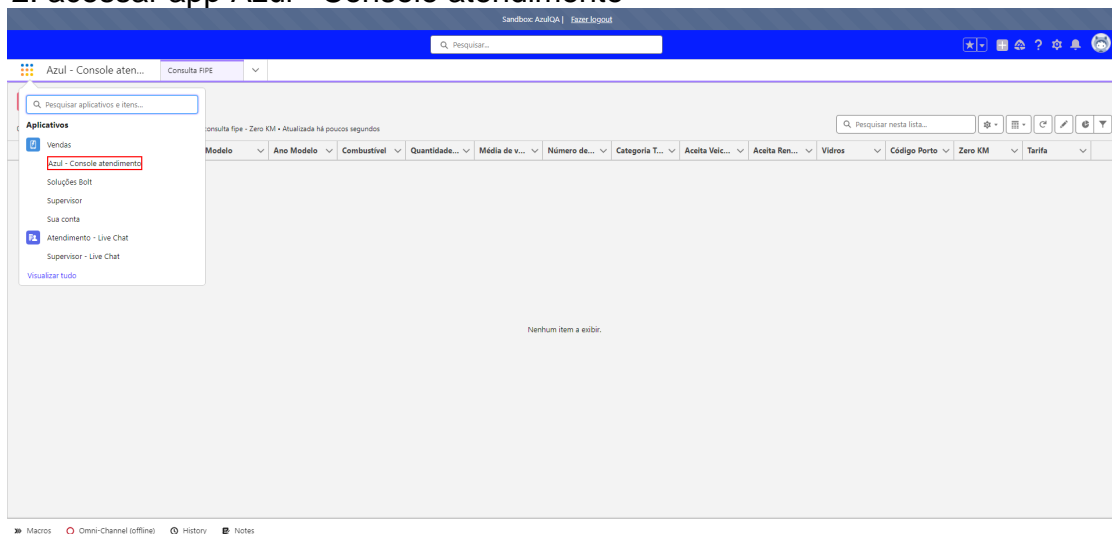 2. acessar app Azul - Console atendimento
Sandbox: AzulQA | Fazer logout
Pesquisar...
Azul - Console aten...
Consulta FIPE
Pesquisar aplicativos e itens...
Aplicativos
Vendas
Azul - Console atendimento
Soluções Bolt
Supervisor
Sua conta
Atendimento - Live Chat
Supervisor - Live Chat
Visualizar tudo
onsulta fipe - Zero KM • Atualizada há poucos segundos
Pesquisar nesta lista...
Modelo
Ano Modelo
Combustível
Quantidade...
Média de v...
Número de...
Categoria T...
Aceita Veic...
Aceita Ren...
Vidros
Código Porto
Zero KM
Tarifa
Nenhum item a exibir.
Macros
Omni-Channel (offline)
History
Notes